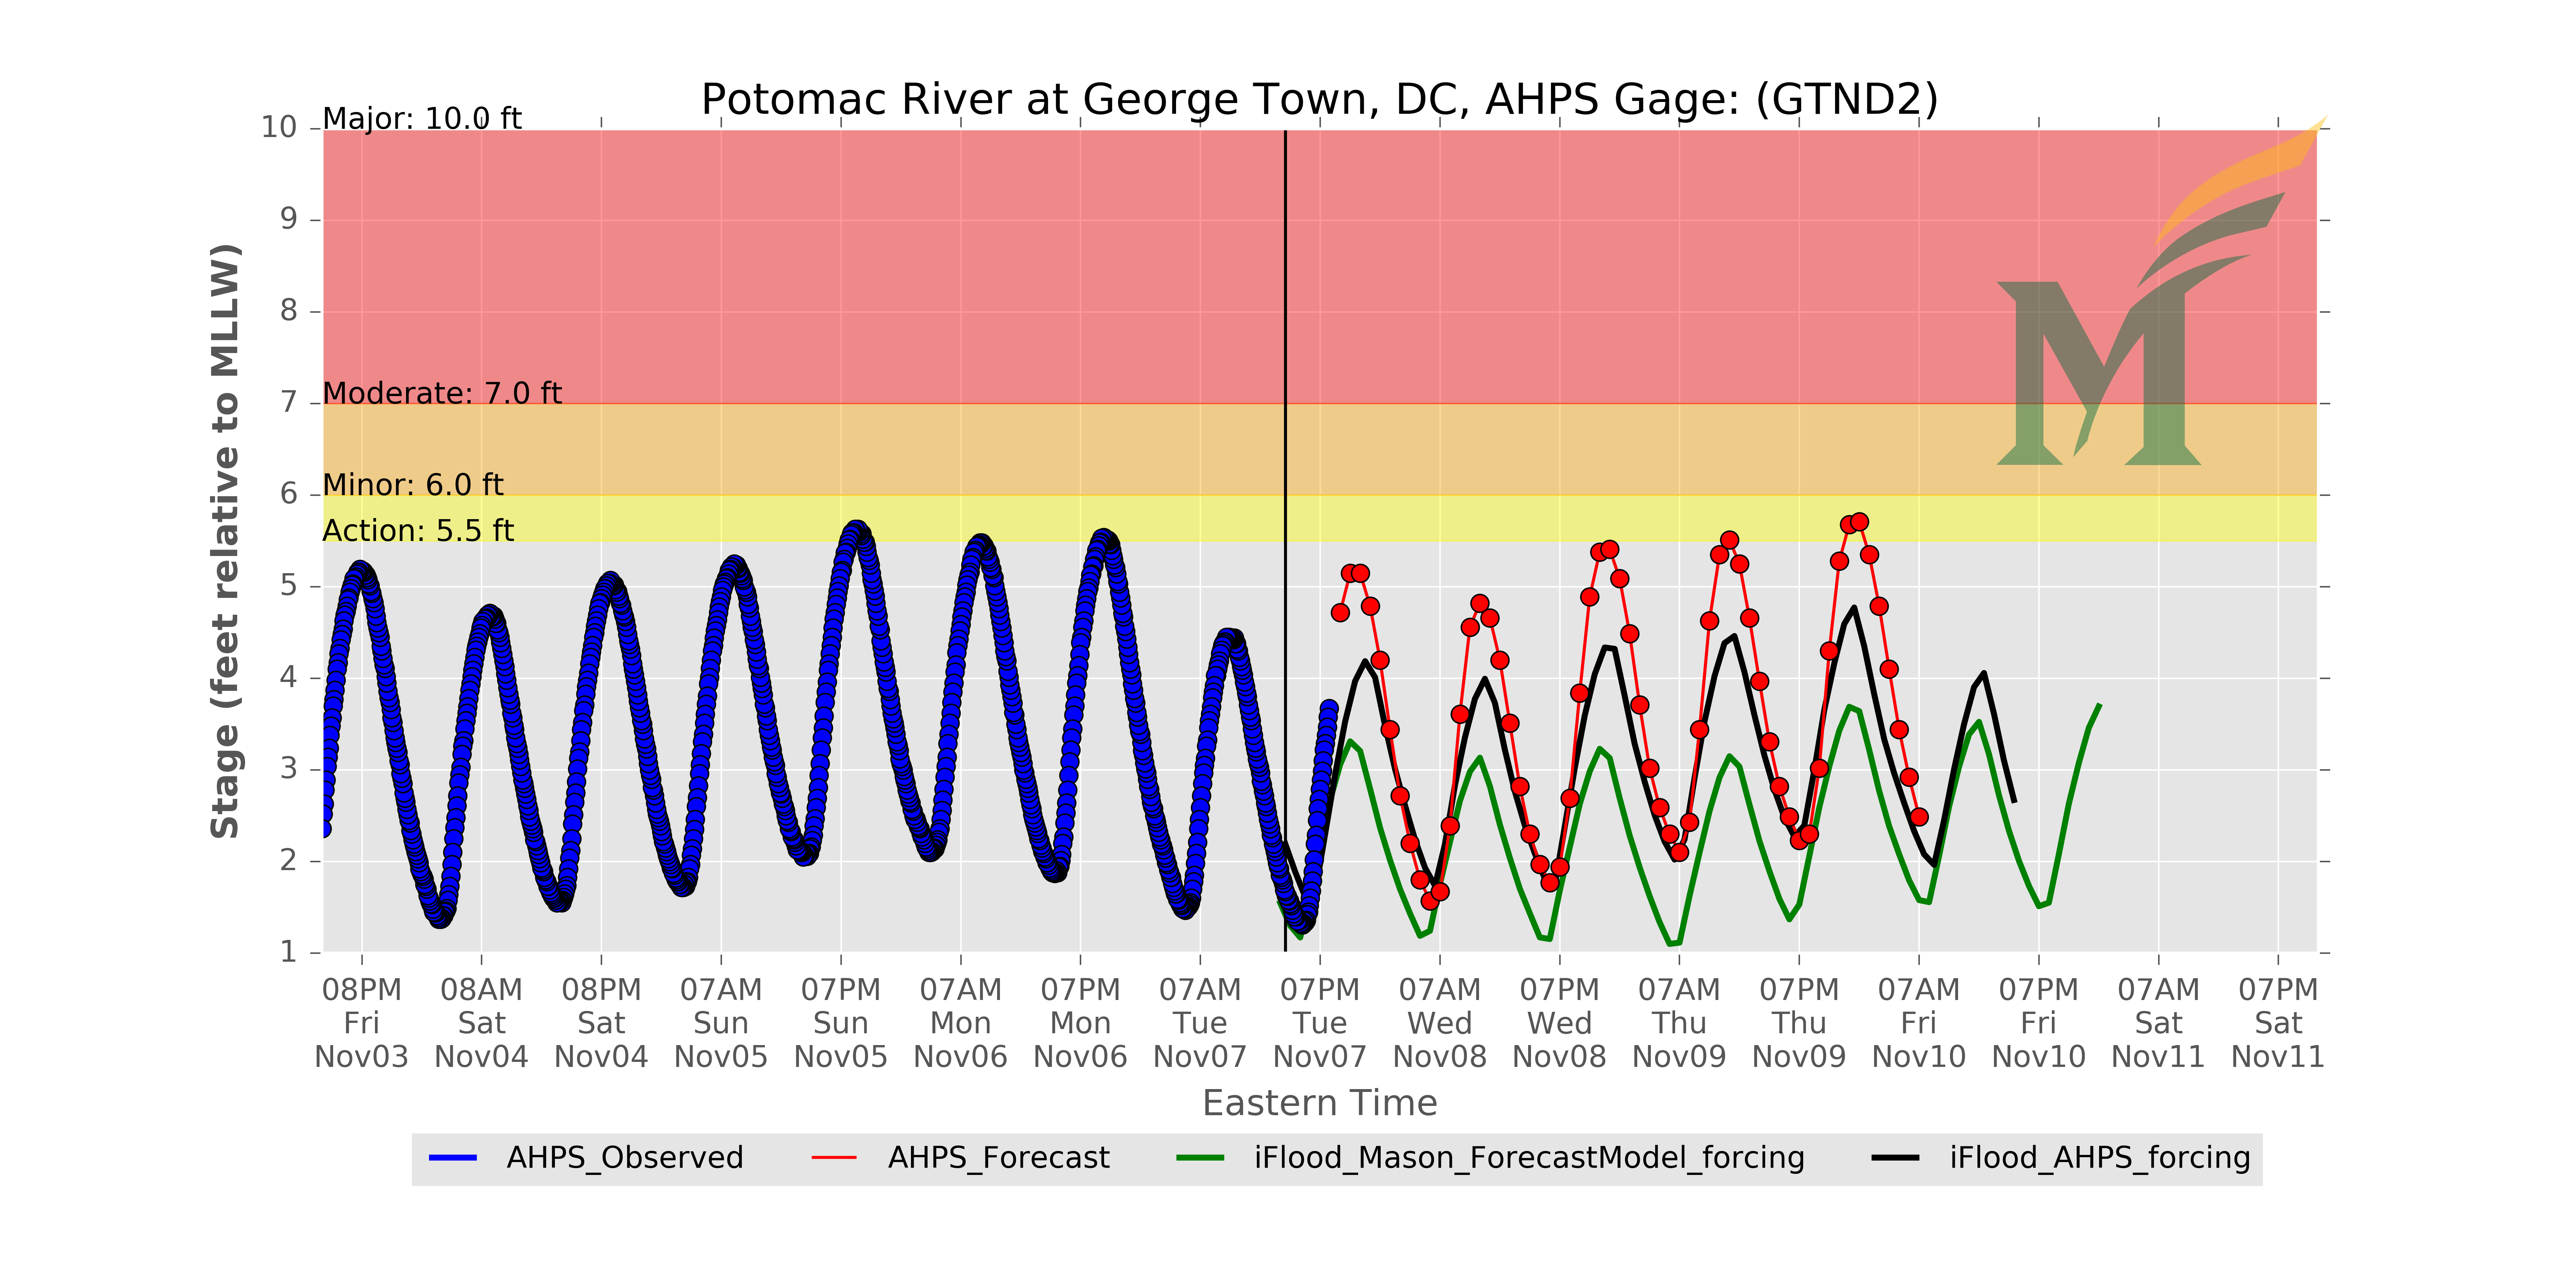 Potomac River at George Town, DC, AHPS Gage: (GTND2)
Major: 10.0 ft
Moderate: 7.0 ft
Minor: 6.0 ft
Action: 5.5 ft
Stage (feet relative to MLLW)
10
9
8
7
6
5
4
3
2
1
08PM 08AM 08PM 07AM 07PM 07AM 07PM 07AM 07PM 07AM 07PM 07AM 07PM 07AM 07PM 07AM 07PM
Fri Sat Sat Sun Sun Mon Mon Tue Tue Wed Wed Thu Thu Fri Fri Sat Sat
Nov03 Nov04 Nov04 Nov05 Nov05 Nov06 Nov06 Nov07 Nov07 Nov08 Nov08 Nov09 Nov09 Nov10 Nov10 Nov11 Nov11
Eastern Time
AHPS_Observed AHPS_Forecast iFlood_Mason_ForecastModel_forcing iFlood_AHPS_forcing
M